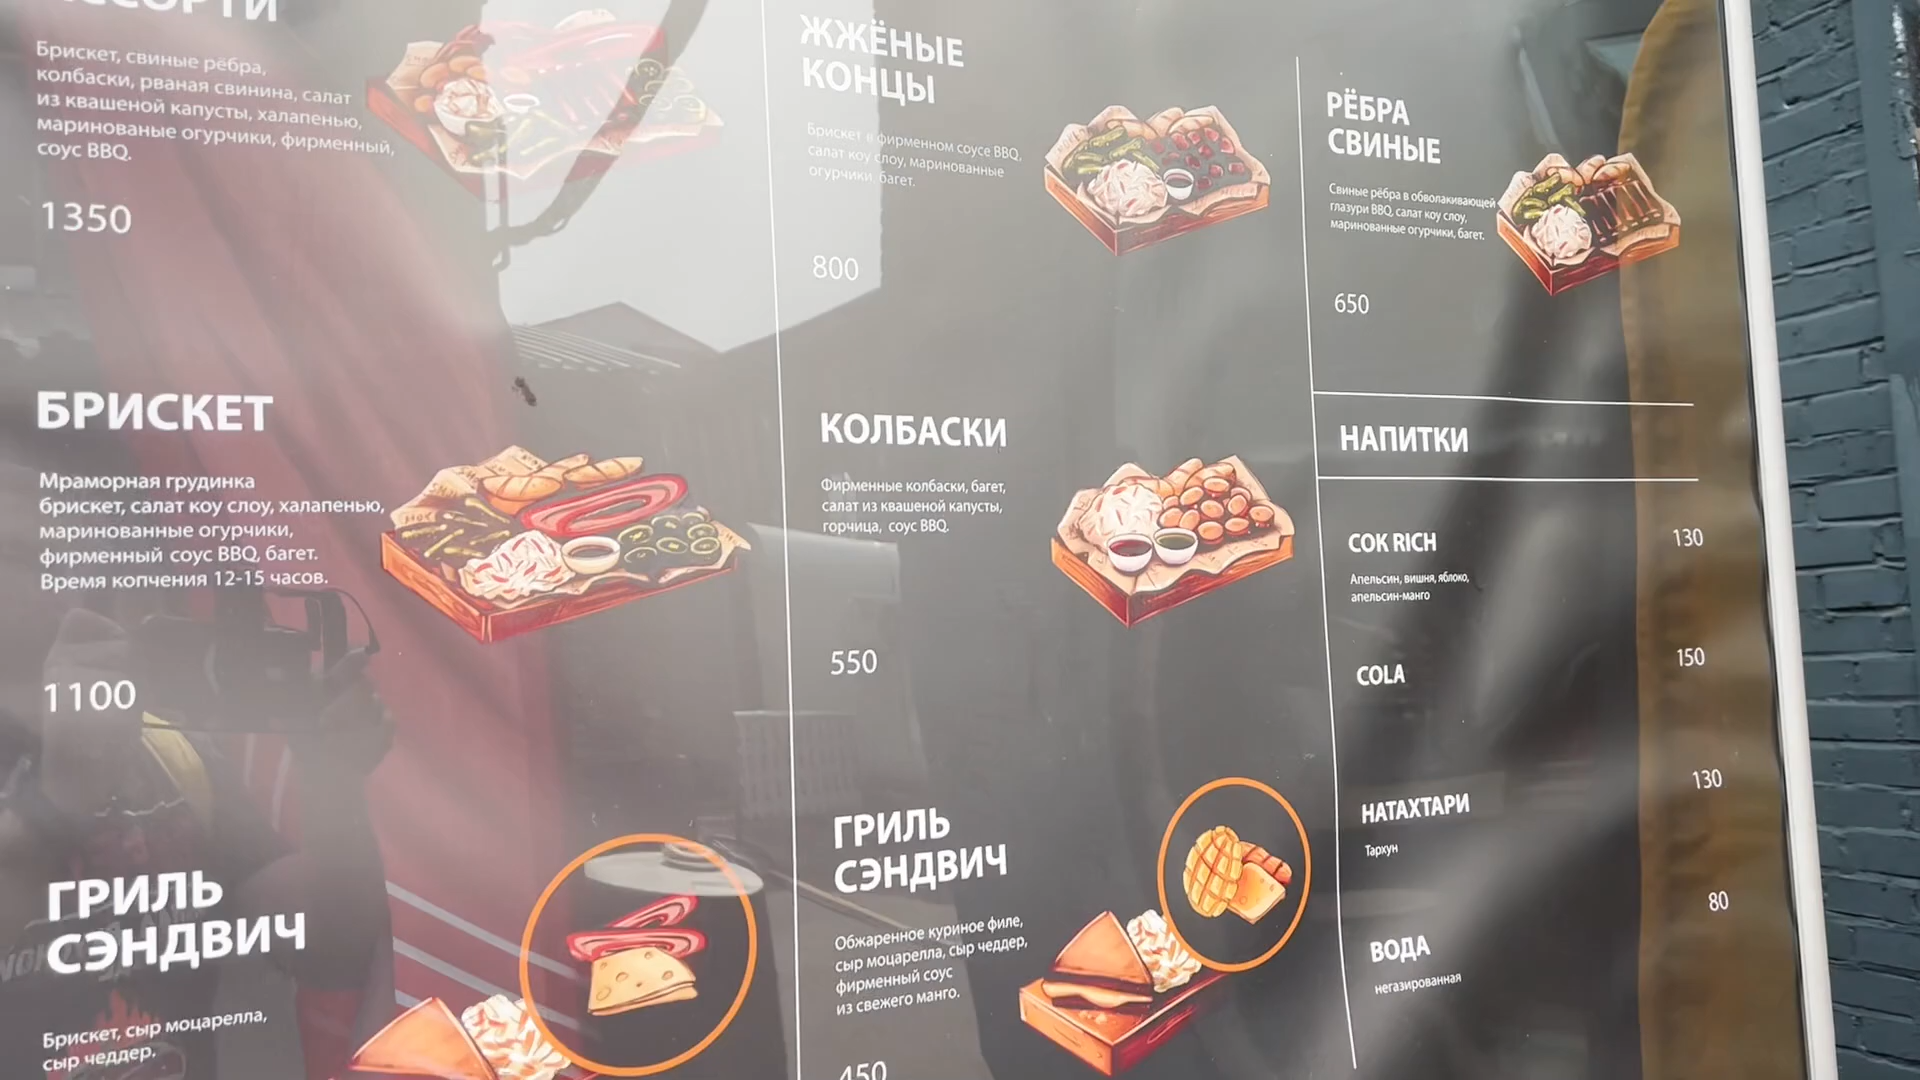 АССОРТИ
Брискет, свиные рёбра,
колбаски, рваная свинина, салат
из квашеной капусты, халапенью,
маринованые огурчики, фирменный,
соус BBQ.
1350
БРИСКЕТ
Мраморная грудинка
брискет, салат коу слоу, халапенью,
маринованные огурчики,
фирменный соус BBQ, багет.
Время копчения 12-15 часов.
1100
ГРИЛЬ
СЭНДВИЧ
Брискет, сыр моцарелла,
сыр чеддер,
ЖЖЁНЫЕ
КОНЦЫ
Брискет в фирменном соусе BBQ,
салат коу слоу, маринованные
огурчики, багет.
800
КОЛБАСКИ
Фирменные колбаски, багет,
салат из квашеной капусты,
горчица, соус BBQ.
550
ГРИЛЬ
СЭНДВИЧ
Обжаренное куриное филе,
сыр моцарелла, сыр чеддер,
фирменный соус
из свежего манго.
450
РЁБРА
СВИНЫЕ
Свиные рёбра в обволакивающей
глазури BBQ, салат коу слоу,
маринованные огурчики, багет.
650
НАПИТКИ
СОК RICH 130
Апельсин, вишня, яблоко,
апельсин-манго
COLA 150
НАТАХТАРИ 130
Тархун
ВОДА 80
негазированная